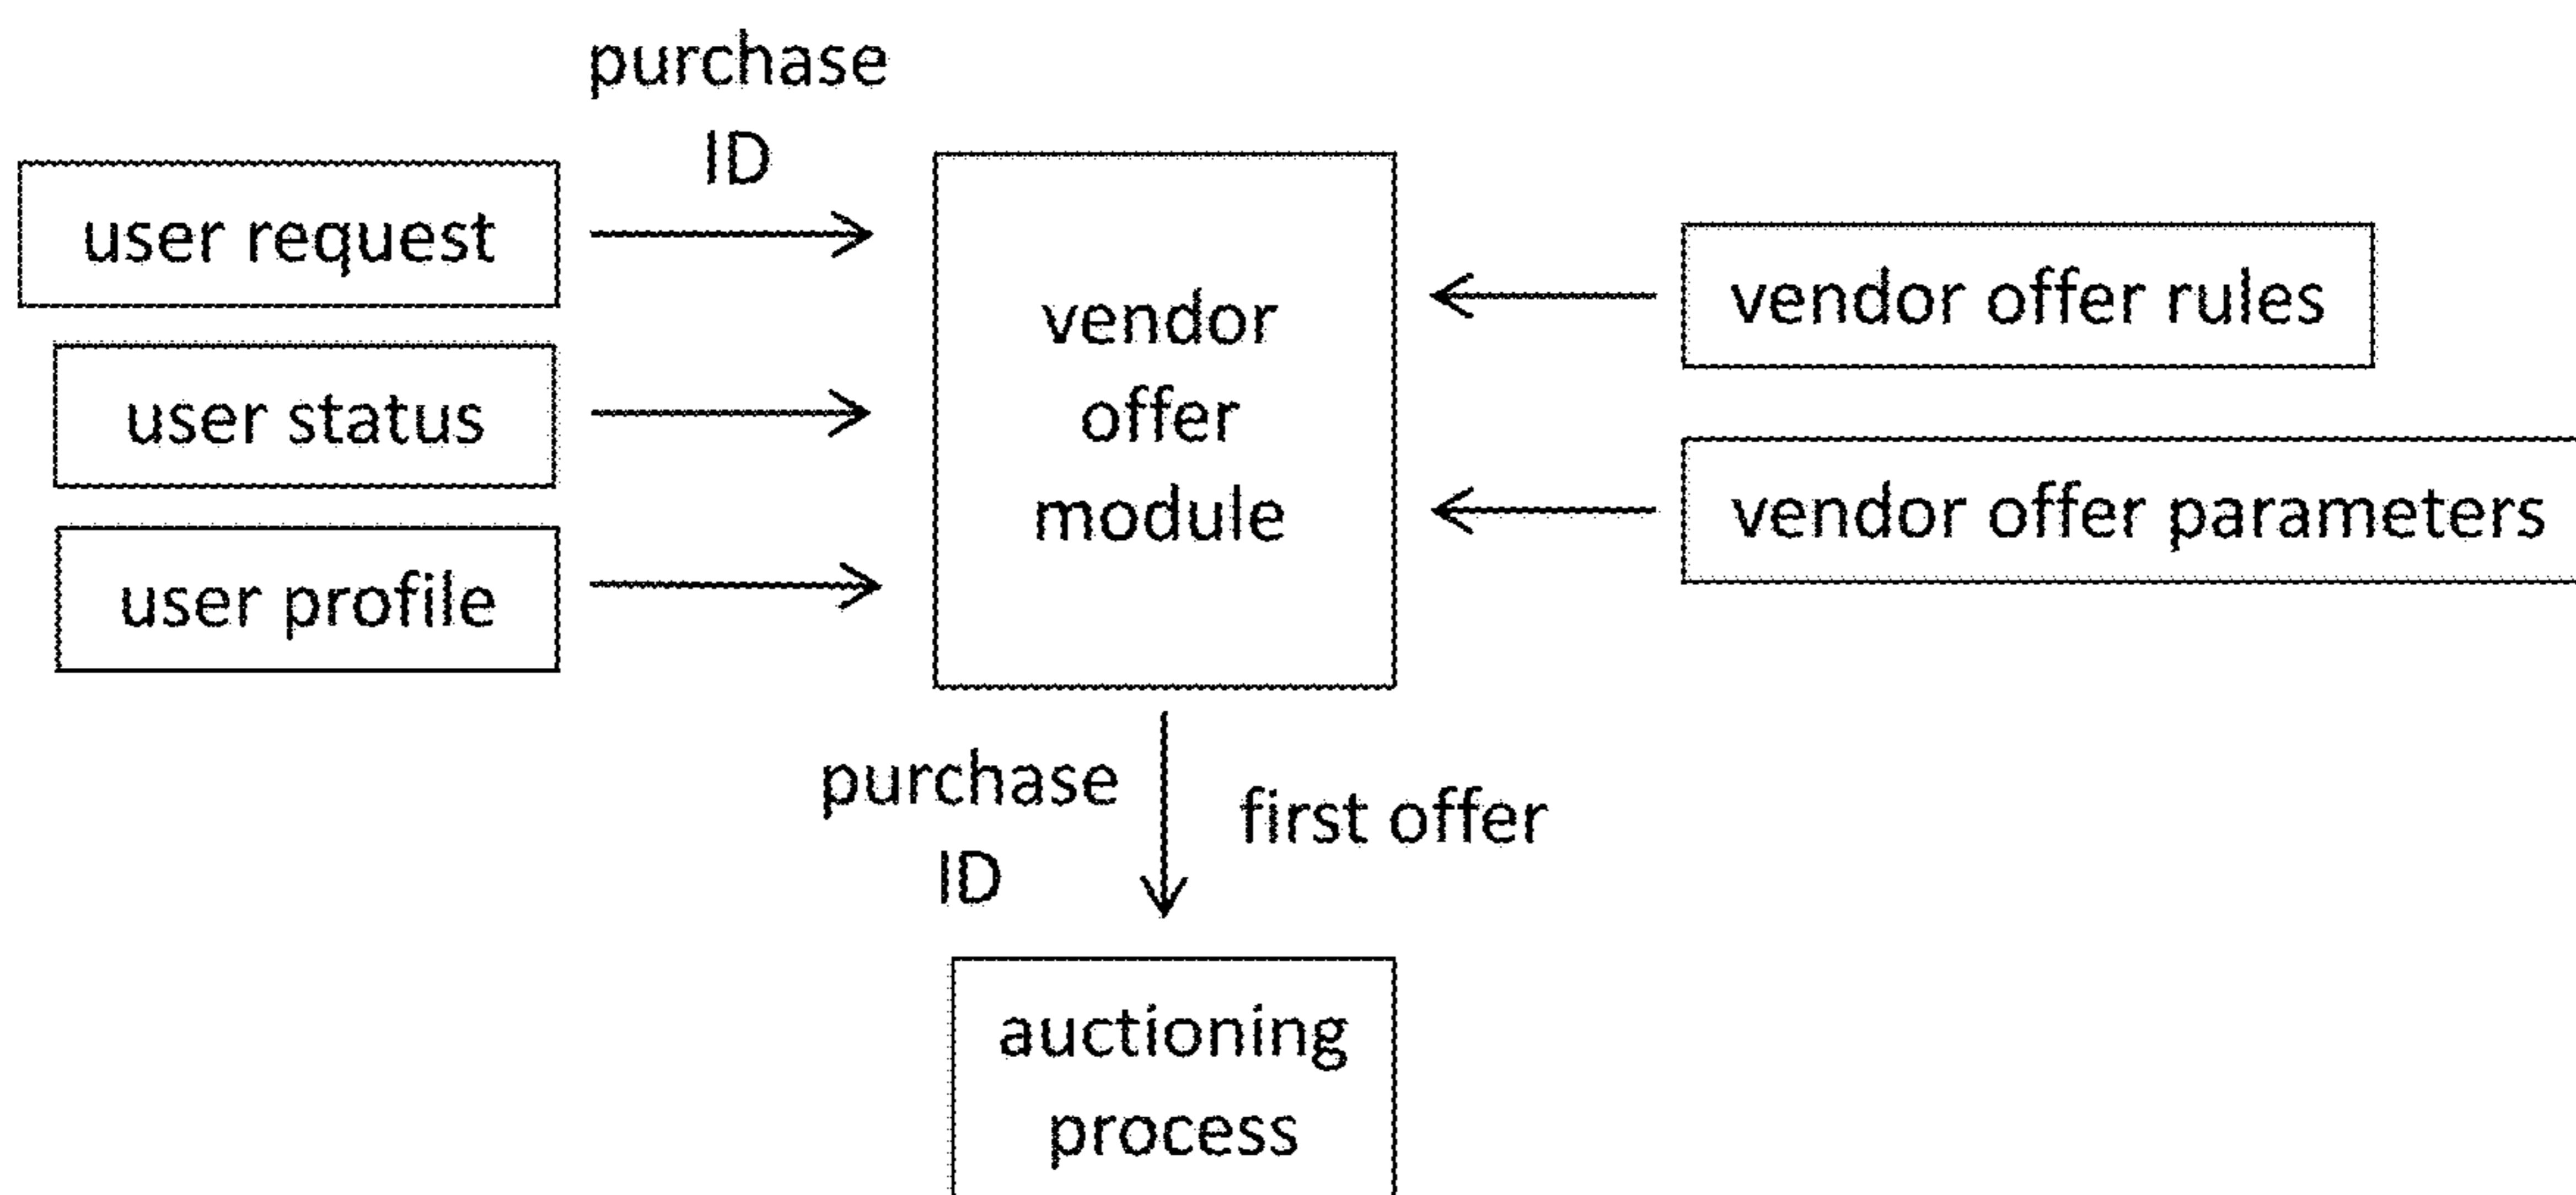 purchase
ID
user request
user status
user profile
vendor
offer
module
vendor offer rules
vendor offer parameters
purchase
ID
first offer
auctioning
process